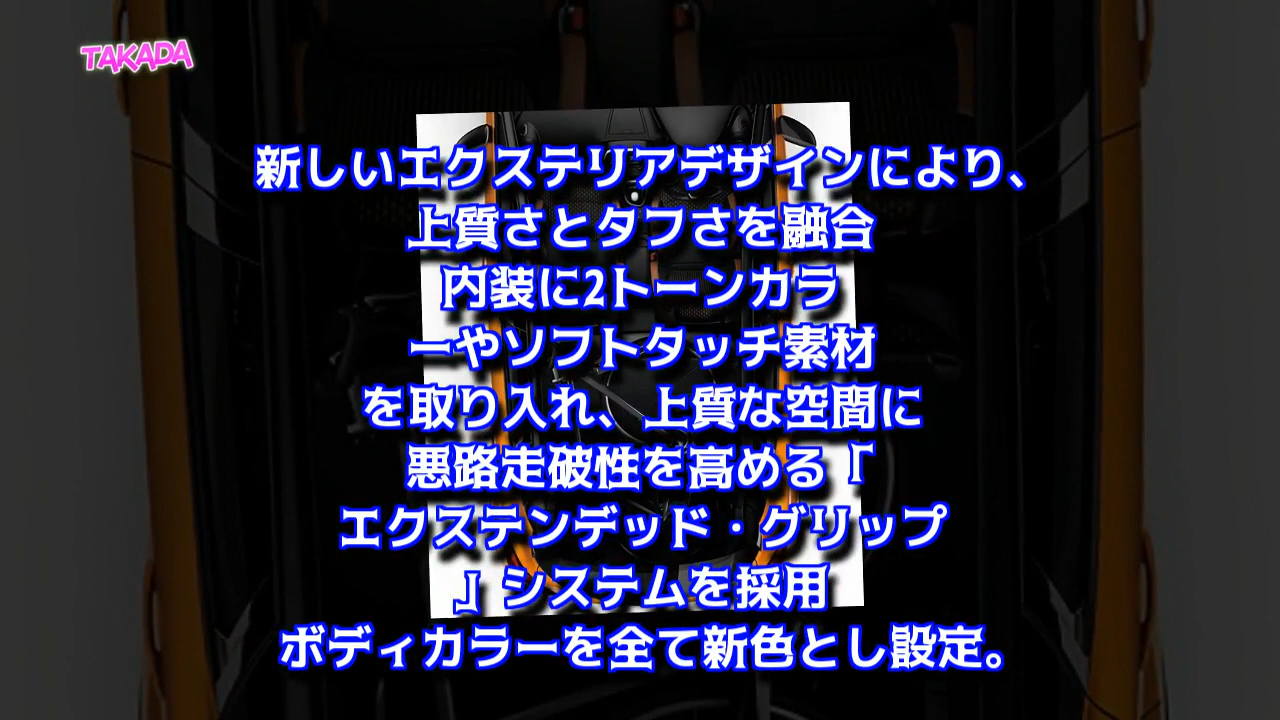 TAKADA
新しいエクステリアデザインにより、
上質さとタフさを融合
内装に2トーンカラ
ーやソフトタッチ素材
を取り入れ、上質な空間に
悪路走破性を高める『
エクステンデッド・グリップ
』システムを採用
ボディカラーを全て新色とし設定。